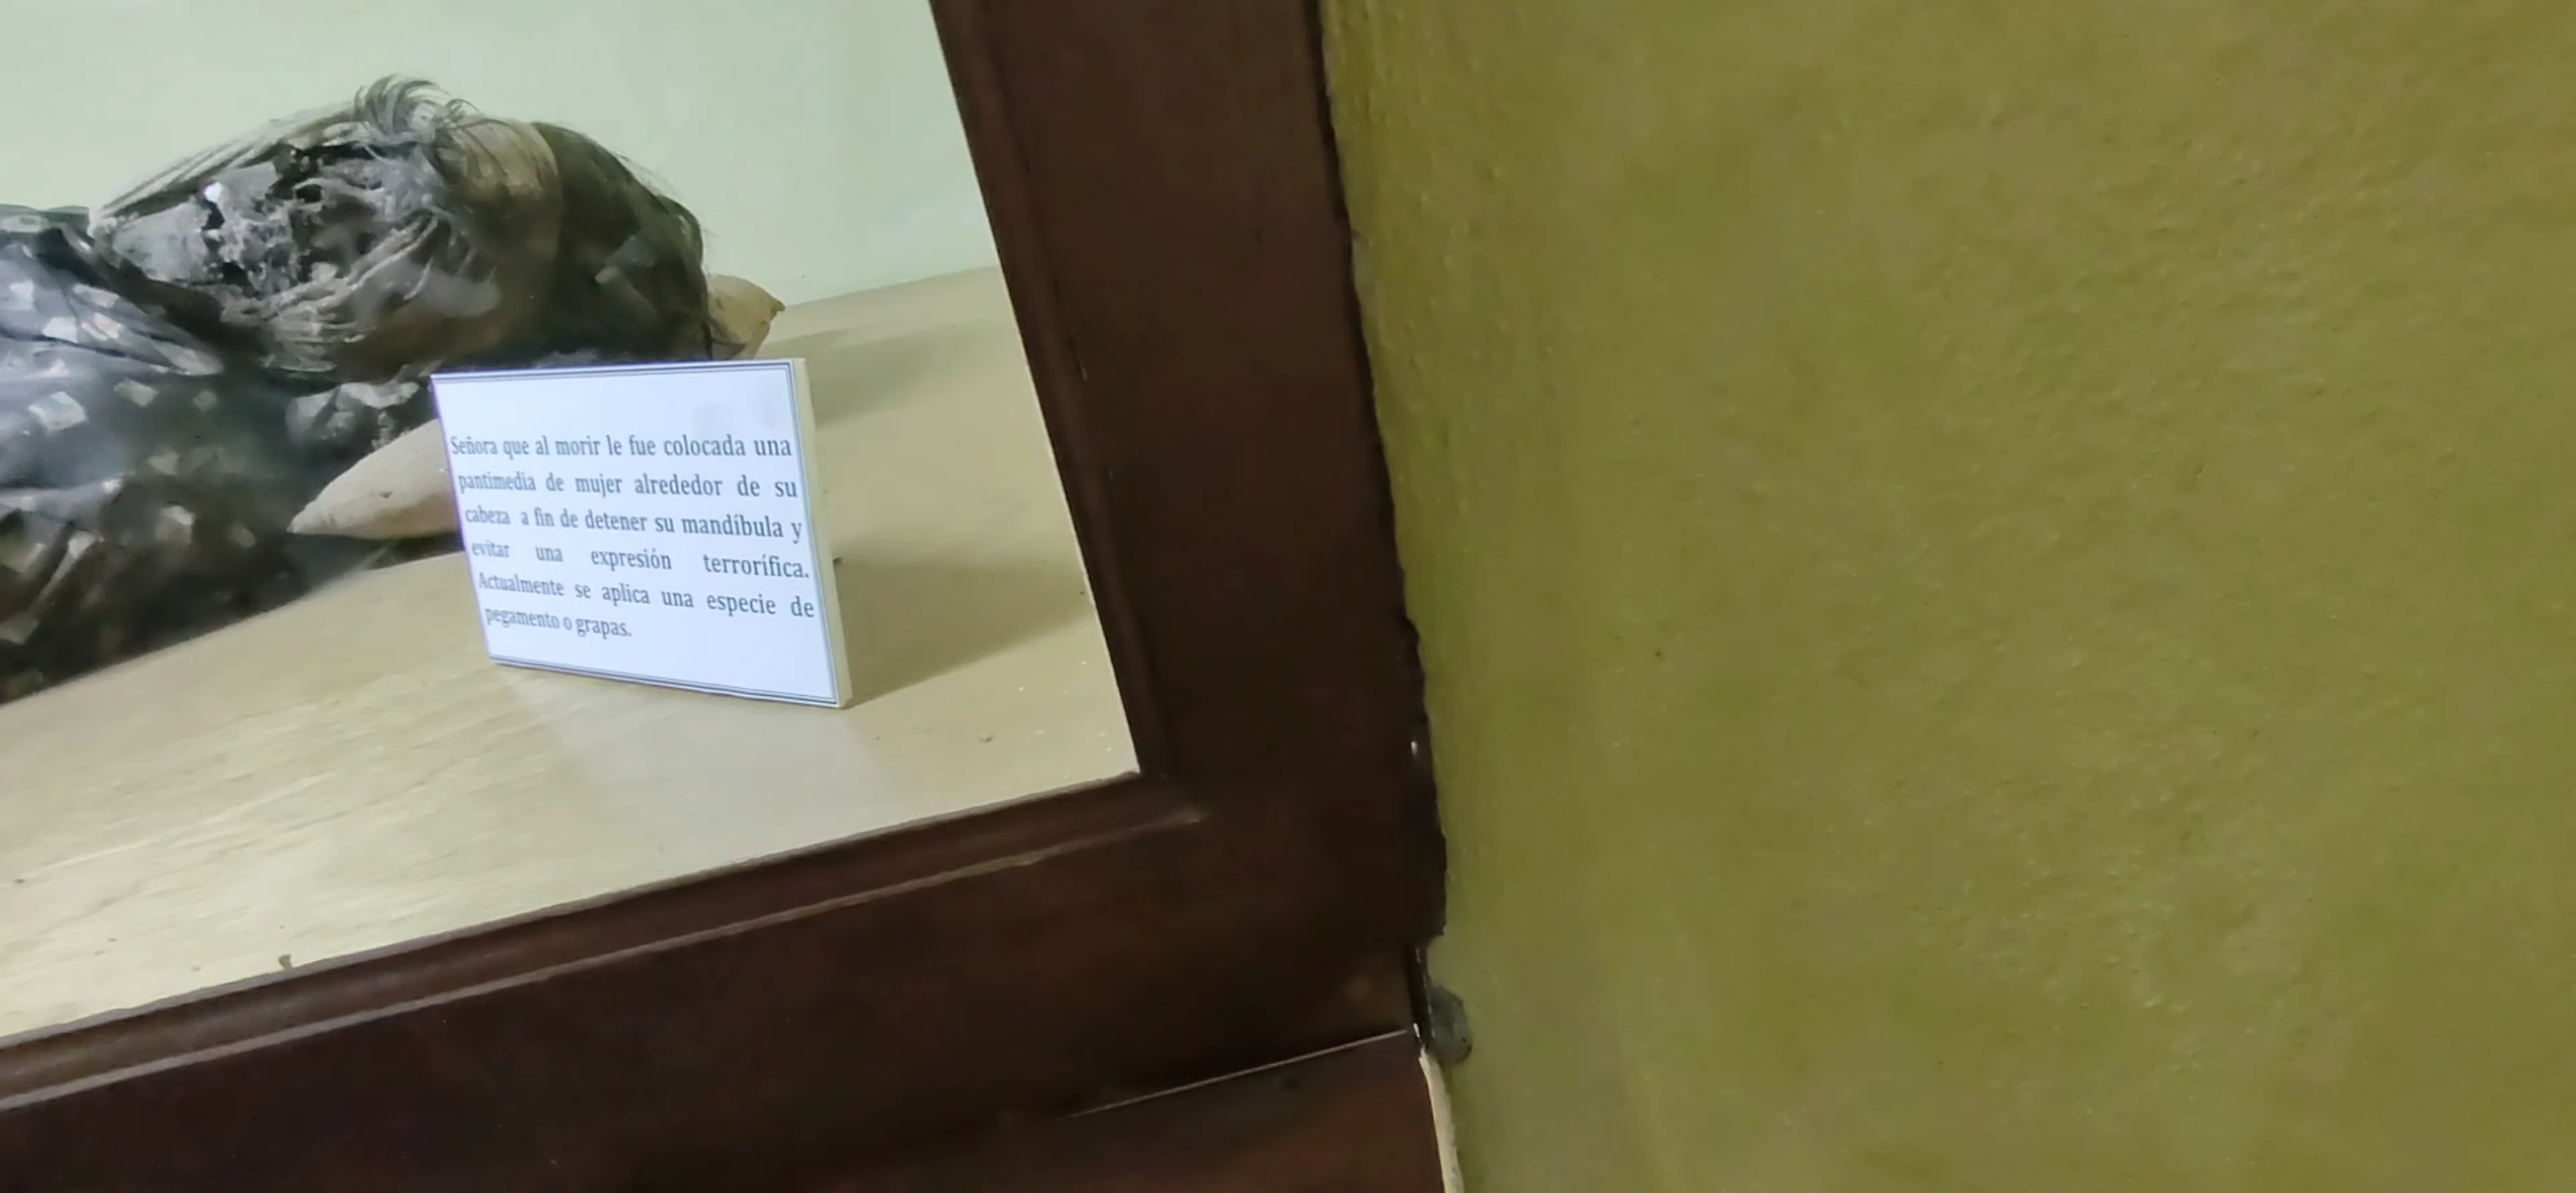 Señora que al morir le fue colocada una
pantimedia de mujer alrededor de su
cabeza a fin de detener su mandíbula y
evitar una expresión terrorífica.
Actualmente se aplica una especie de
pegamento o grapas.